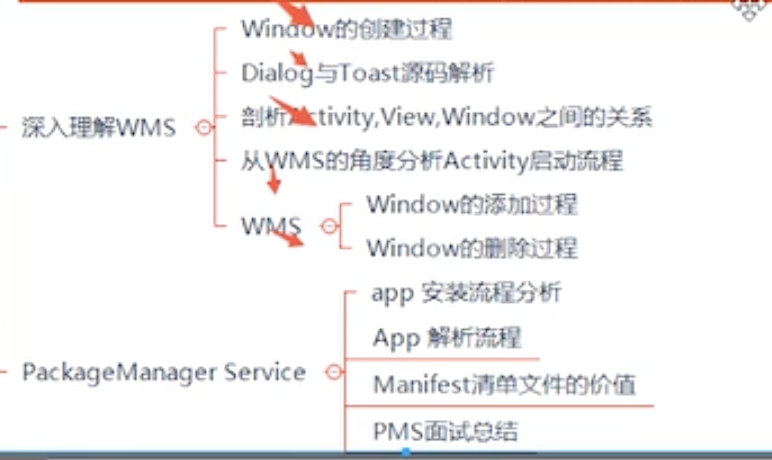 Window的创建过程
Dialog与Toast源码解析
剖析Activity,View,Window之间的关系
深入理解WMS
从WMS的角度分析Activity启动流程
Window的添加过程
WMS
Window的删除过程
app 安装流程分析
App 解析流程
PackageManager Service
Manifest清单文件的价值
PMS面试总结